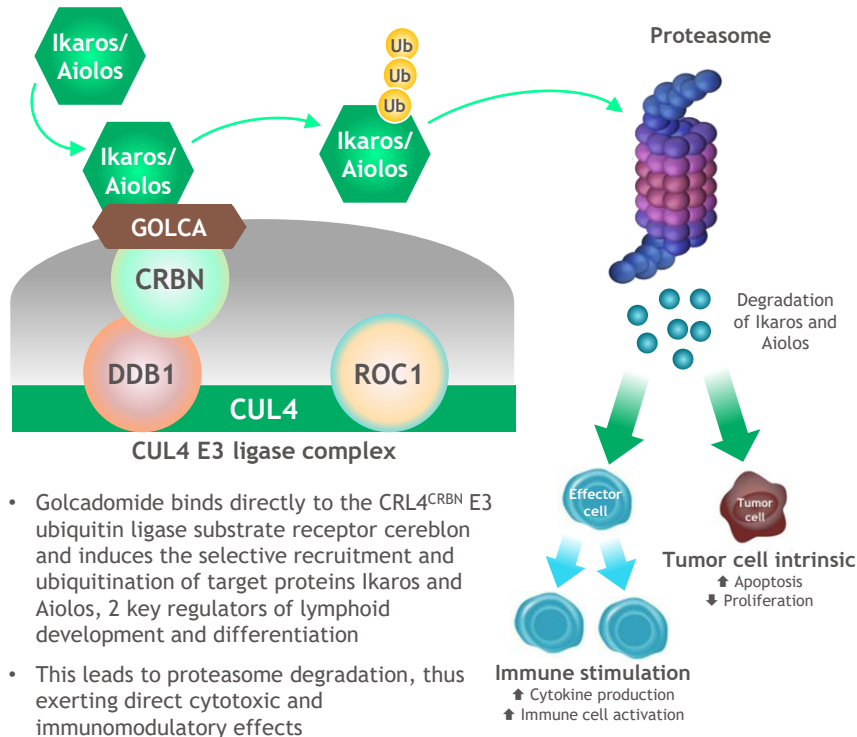 Ikaros/
Aiolos
Ikaros/
Aiolos
GOLCA
CRBN
DDB1
ROC1
CUL4
CUL4 E3 ligase complex
Ub
Ub
Ub
Ikaros/
Aiolos
Proteasome
Degradation
of Ikaros and
Aiolos
Effector
cell
Tumor
cell
Tumor cell intrinsic
⬆ Apoptosis
⬇ Proliferation
Immune stimulation
⬆ Cytokine production
⬆ Immune cell activation
• Golcadomide binds directly to the CRL4CRBN E3
ubiquitin ligase substrate receptor cereblon
and induces the selective recruitment and
ubiquitination of target proteins Ikaros and
Aiolos, 2 key regulators of lymphoid
development and differentiation
• This leads to proteasome degradation, thus
exerting direct cytotoxic and
immunomodulatory effects